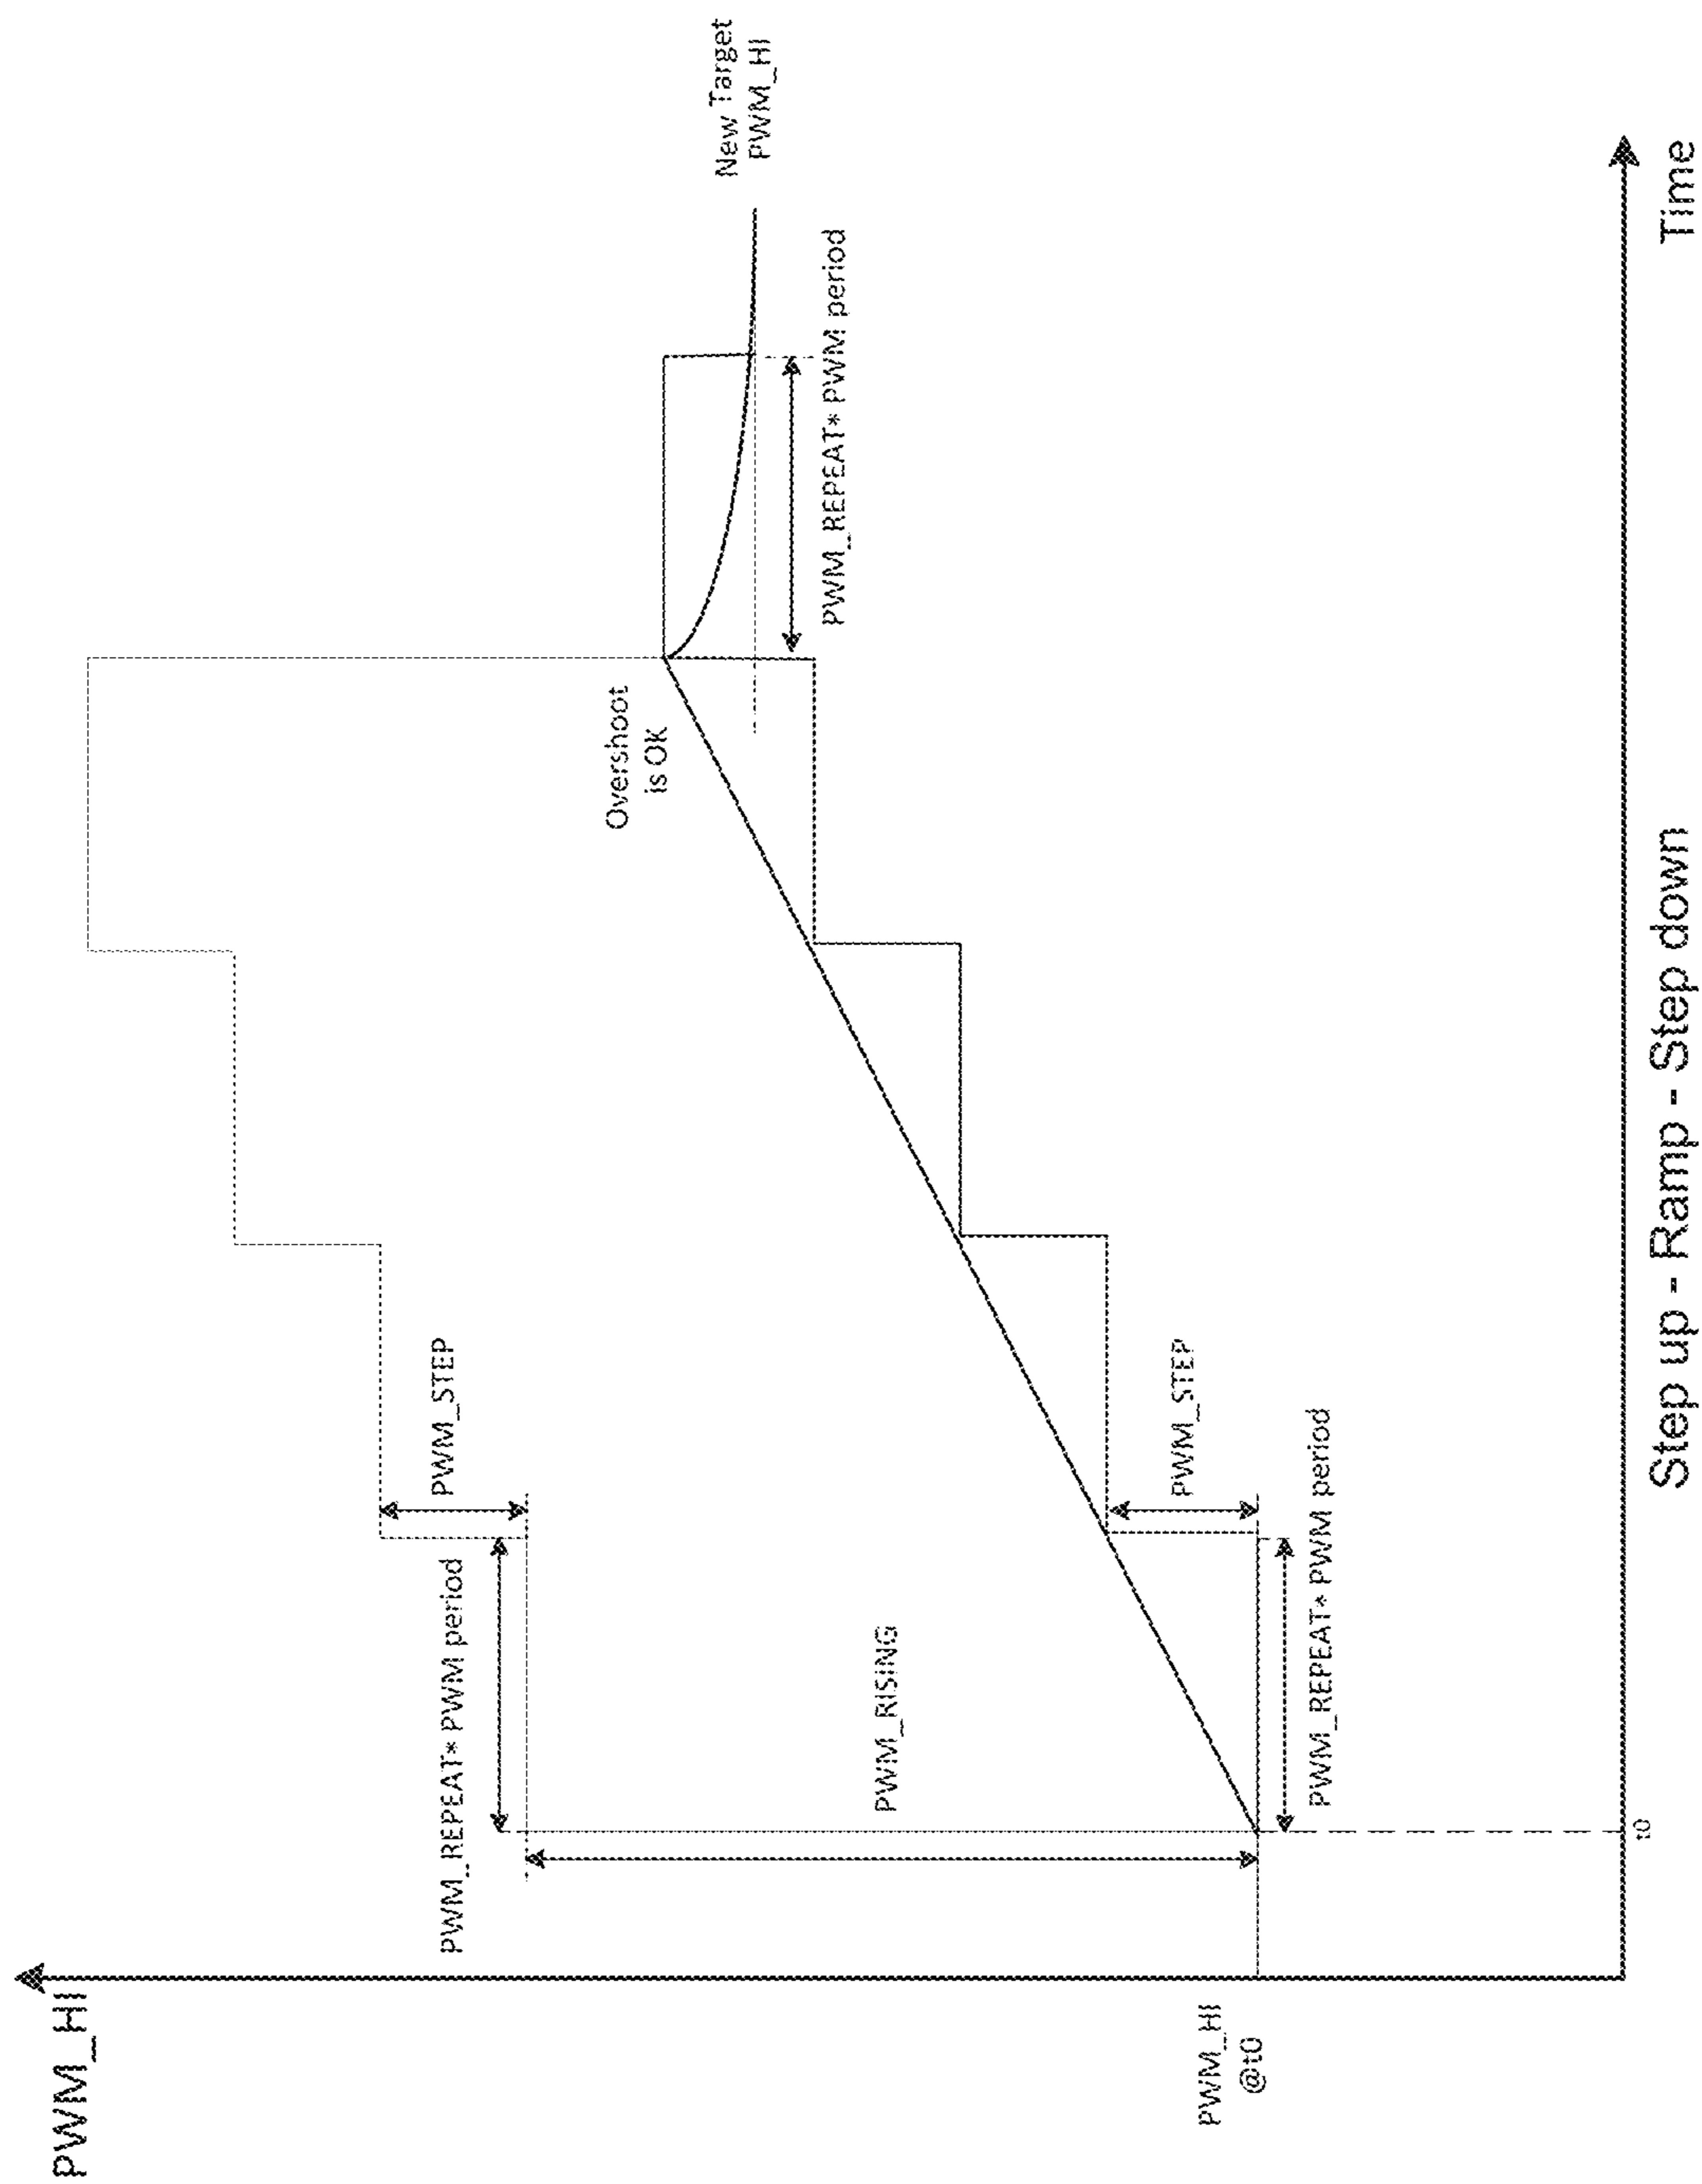 PWM_HI
New Target
PWM_HI
Overshoot
is OK
PWM_REPEAT* PWM period
PWM_STEP
PWM_REPEAT* PWM period
PWM_RISING
PWM_STEP
PWM_REPEAT* PWM period
PWM_HI
@t0
t0
Time
Step up - Ramp - Step down